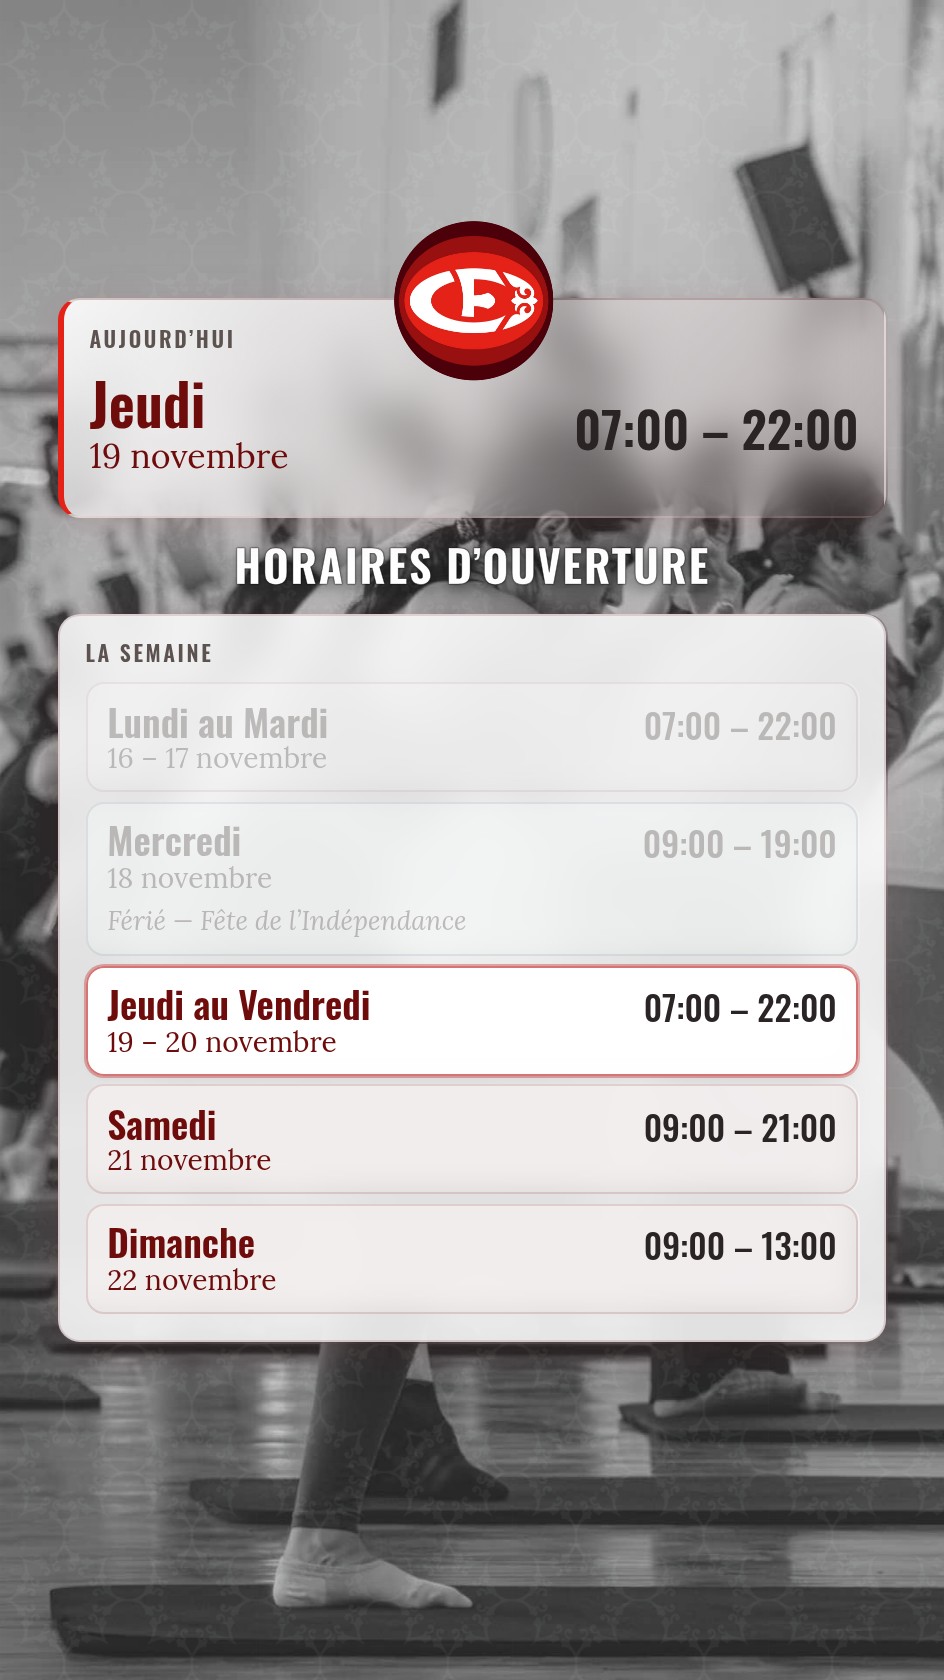 AUJOURD’HUI
Jeudi
19 novembre
07:00 – 22:00
HORAIRES D’OUVERTURE
LA SEMAINE
Lundi au Mardi
07:00 – 22:00
16 – 17 novembre
Mercredi
09:00 – 19:00
18 novembre
Férié — Fête de l’Indépendance
Jeudi au Vendredi
07:00 – 22:00
19 – 20 novembre
Samedi
09:00 – 21:00
21 novembre
Dimanche
09:00 – 13:00
22 novembre